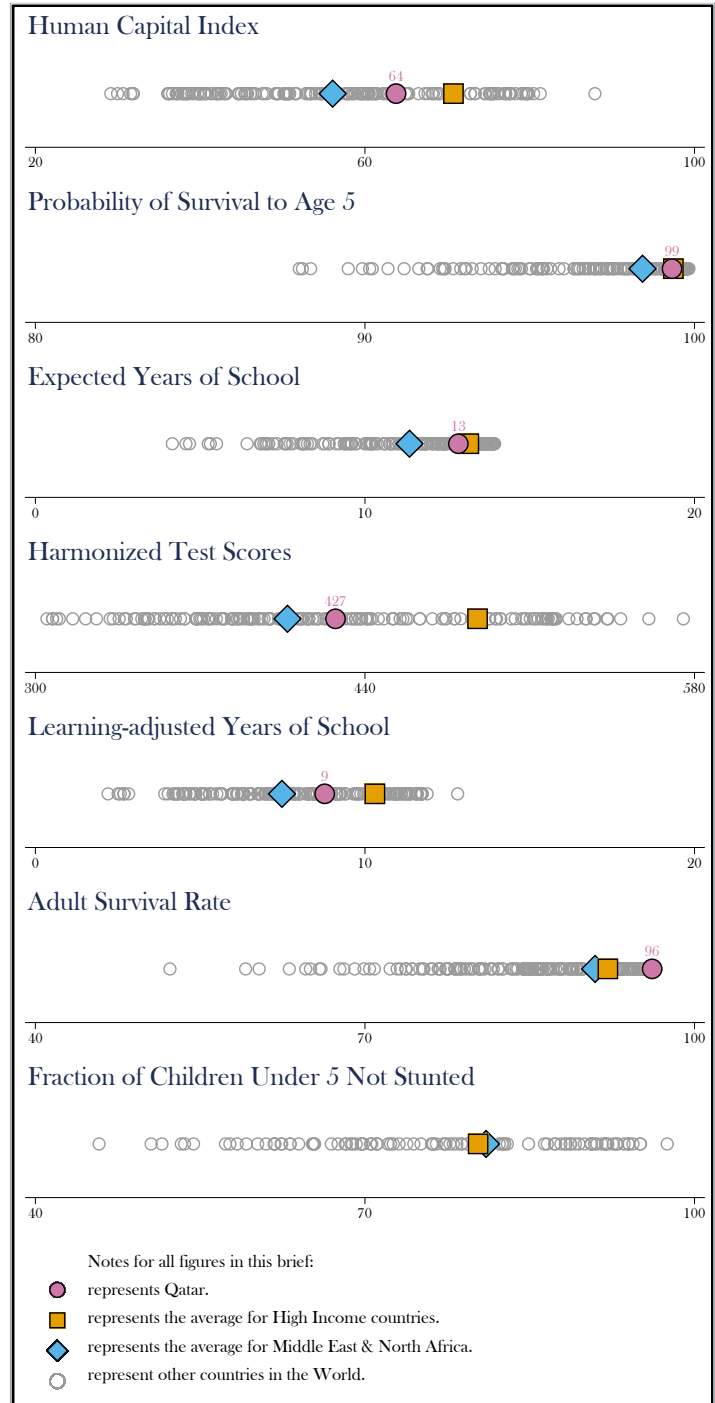 Human Capital Index
64
20 60 100
Probability of Survival to Age 5
99
80 90 100
Expected Years of School
13
0 10 20
Harmonized Test Scores
427
300 440 580
Learning-adjusted Years of School
9
0 10 20
Adult Survival Rate
96
40 70 100
Fraction of Children Under 5 Not Stunted
40 70 100
Notes for all figures in this brief:
represents Qatar.
represents the average for High Income countries.
represents the average for Middle East & North Africa.
represent other countries in the World.